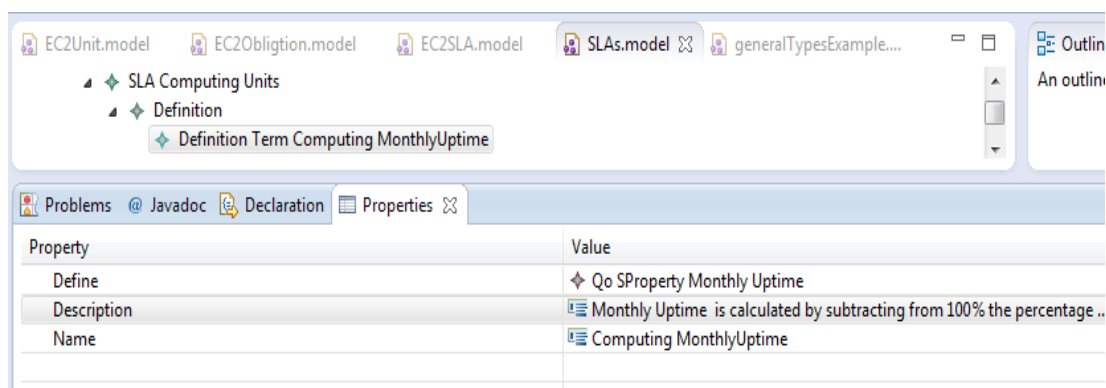 EC2Unit.model EC2Obligtion.model EC2SLA.model SLAs.model generalTypesExample.... Outlin
SLA Computing Units
An outline
Definition
Definition Term Computing MonthlyUptime
Problems @ Javadoc Declaration Properties
Property Value
Define Qo SProperty Monthly Uptime
Description Monthly Uptime is calculated by subtracting from 100% the percentage ..
Name Computing MonthlyUptime